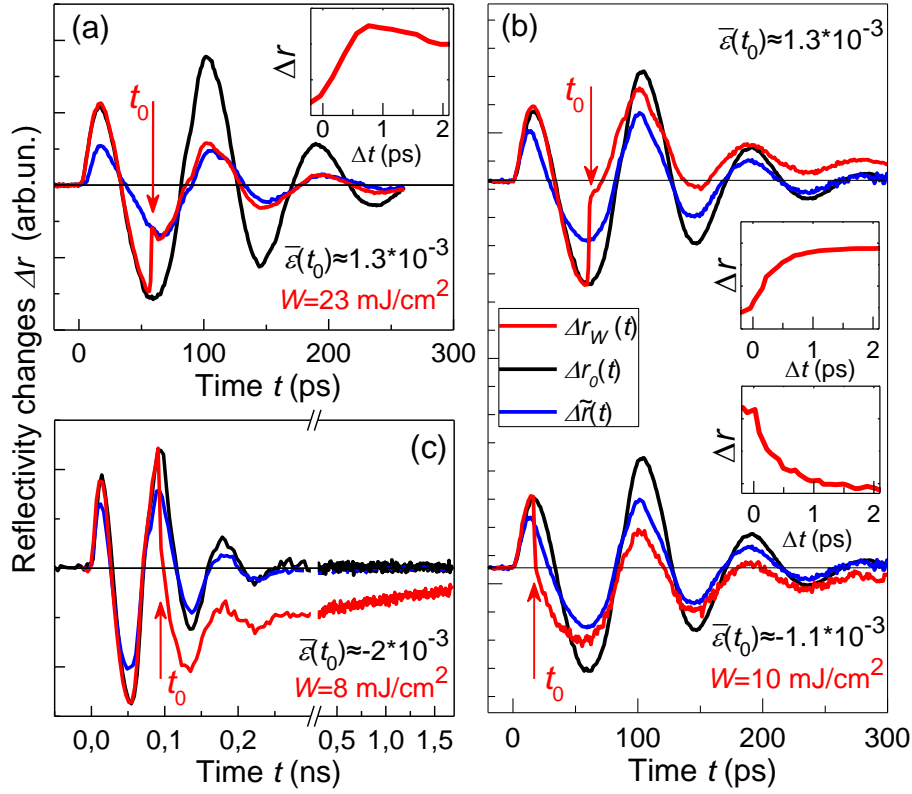 Reflectivity changes Δr (arb.un.)
(a)
t₀
Δr
0 1 2
Δt (ps)
ε̅(t₀)≈1.3*10⁻³
W=23 mJ/cm²
0 100 200 300
Time t (ps)
(b)
ε̅(t₀)≈1.3*10⁻³
t₀
Δr
0 1 2
Δt (ps)
Δr_W (t)
Δr₀(t)
Δr̃(t)
Δr
0 1 2
Δt (ps)
t₀
ε̅(t₀)≈-1.1*10⁻³
W=10 mJ/cm²
0 100 200 300
Time t (ps)
(c)
t₀
ε̅(t₀)≈-2*10⁻³
W=8 mJ/cm²
0,0 0,1 0,2 0,5 1,0 1,5
Time t (ns)